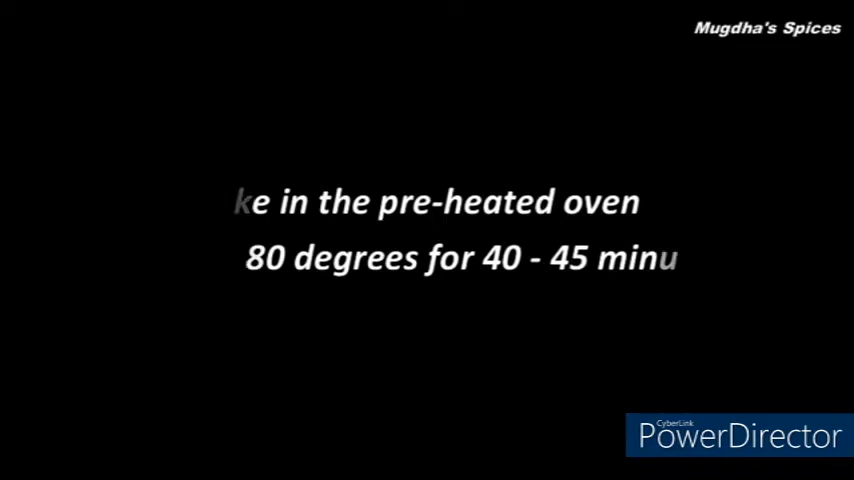 Mugdha's Spices
ke in the pre-heated oven
80 degrees for 40 - 45 minu
CyberLink
PowerDirector